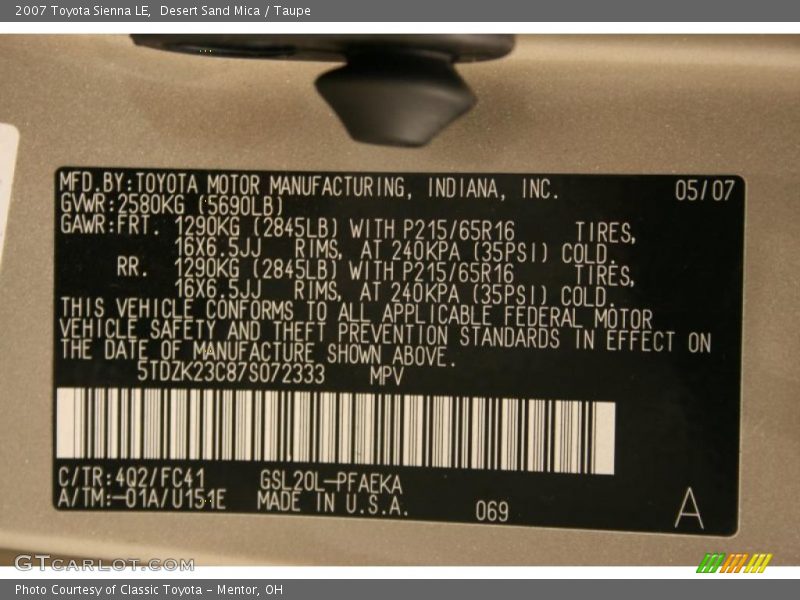 2007 Toyota Sienna LE,  Desert Sand Mica / Taupe
MFD.BY:TOYOTA MOTOR MANUFACTURING, INDIANA, INC. 05/07
GVWR:2580KG (5690LB)
GAWR:FRT. 1290KG (2845LB) WITH P215/65R16 TIRES,
16X6.5JJ RIMS, AT 240KPA (35PSI) COLD.
RR. 1290KG (2845LB) WITH P215/65R16 TIRES,
16X6.5JJ RIMS, AT 240KPA (35PSI) COLD.
THIS VEHICLE CONFORMS TO ALL APPLICABLE FEDERAL MOTOR
VEHICLE SAFETY AND THEFT PREVENTION STANDARDS IN EFFECT ON
THE DATE OF MANUFACTURE SHOWN ABOVE.
5TDZK23C87S072333 MPV
C/TR:4Q2/FC41 GSL20L-PFAEKA
A/TM:-01A/U151E MADE IN U.S.A. 069 A
GTCARLOT.COM
Photo Courtesy of Classic Toyota - Mentor, OH